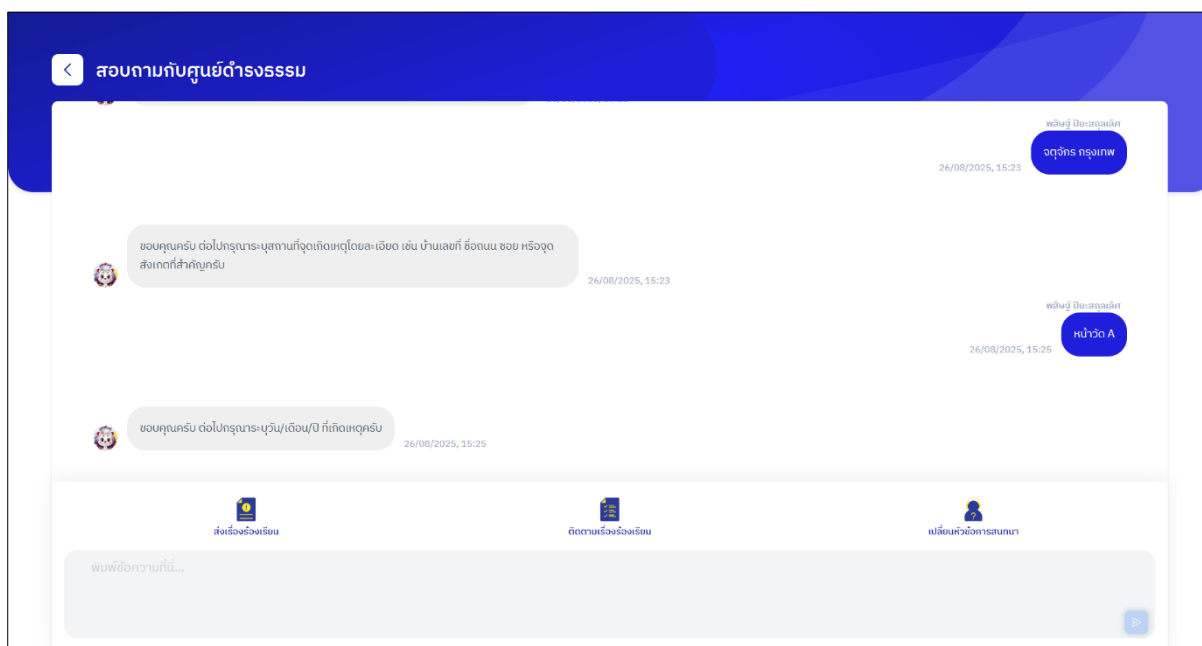 สอบถามกับศูนย์ดำรงธรรม
พสิษฐ์ ปิยะสกุลเลิศ
จตุจักร กรุงเทพ
26/08/2025, 15:23
ขอบคุณครับ ต่อไปกรุณาระบุสถานที่จุดเกิดเหตุโดยละเอียด เช่น บ้านเลขที่ ชื่อถนน ซอย หรือจุด
สังเกตที่สำคัญครับ
26/08/2025, 15:23
พสิษฐ์ ปิยะสกุลเลิศ
หน้าวัด A
26/08/2025, 15:25
ขอบคุณครับ ต่อไปกรุณาระบุวัน/เดือน/ปี ที่เกิดเหตุครับ
26/08/2025, 15:25
ส่งเรื่องร้องเรียน
ติดตามเรื่องร้องเรียน
เปลี่ยนหัวข้อการสนทนา
พิมพ์ข้อความที่นี่...